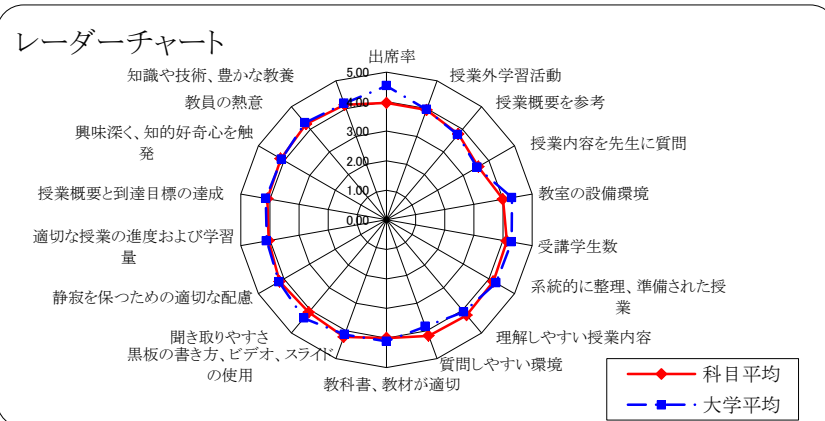 レーダーチャート
出席率
授業外学習活動
授業概要を参考
授業内容を先生に質問
教室の設備環境
受講学生数
系統的に整理、準備された授
業
理解しやすい授業内容
質問しやすい環境
教科書、教材が適切
黒板の書き方、ビデオ、スライド
の使用
聞き取りやすさ
静寂を保つための適切な配慮
適切な授業の進度および学習
量
授業概要と到達目標の達成
興味深く、知的好奇心を触
発
教員の熱意
知識や技術、豊かな教養
5.00
4.00
3.00
2.00
1.00
0.00
科目平均
大学平均